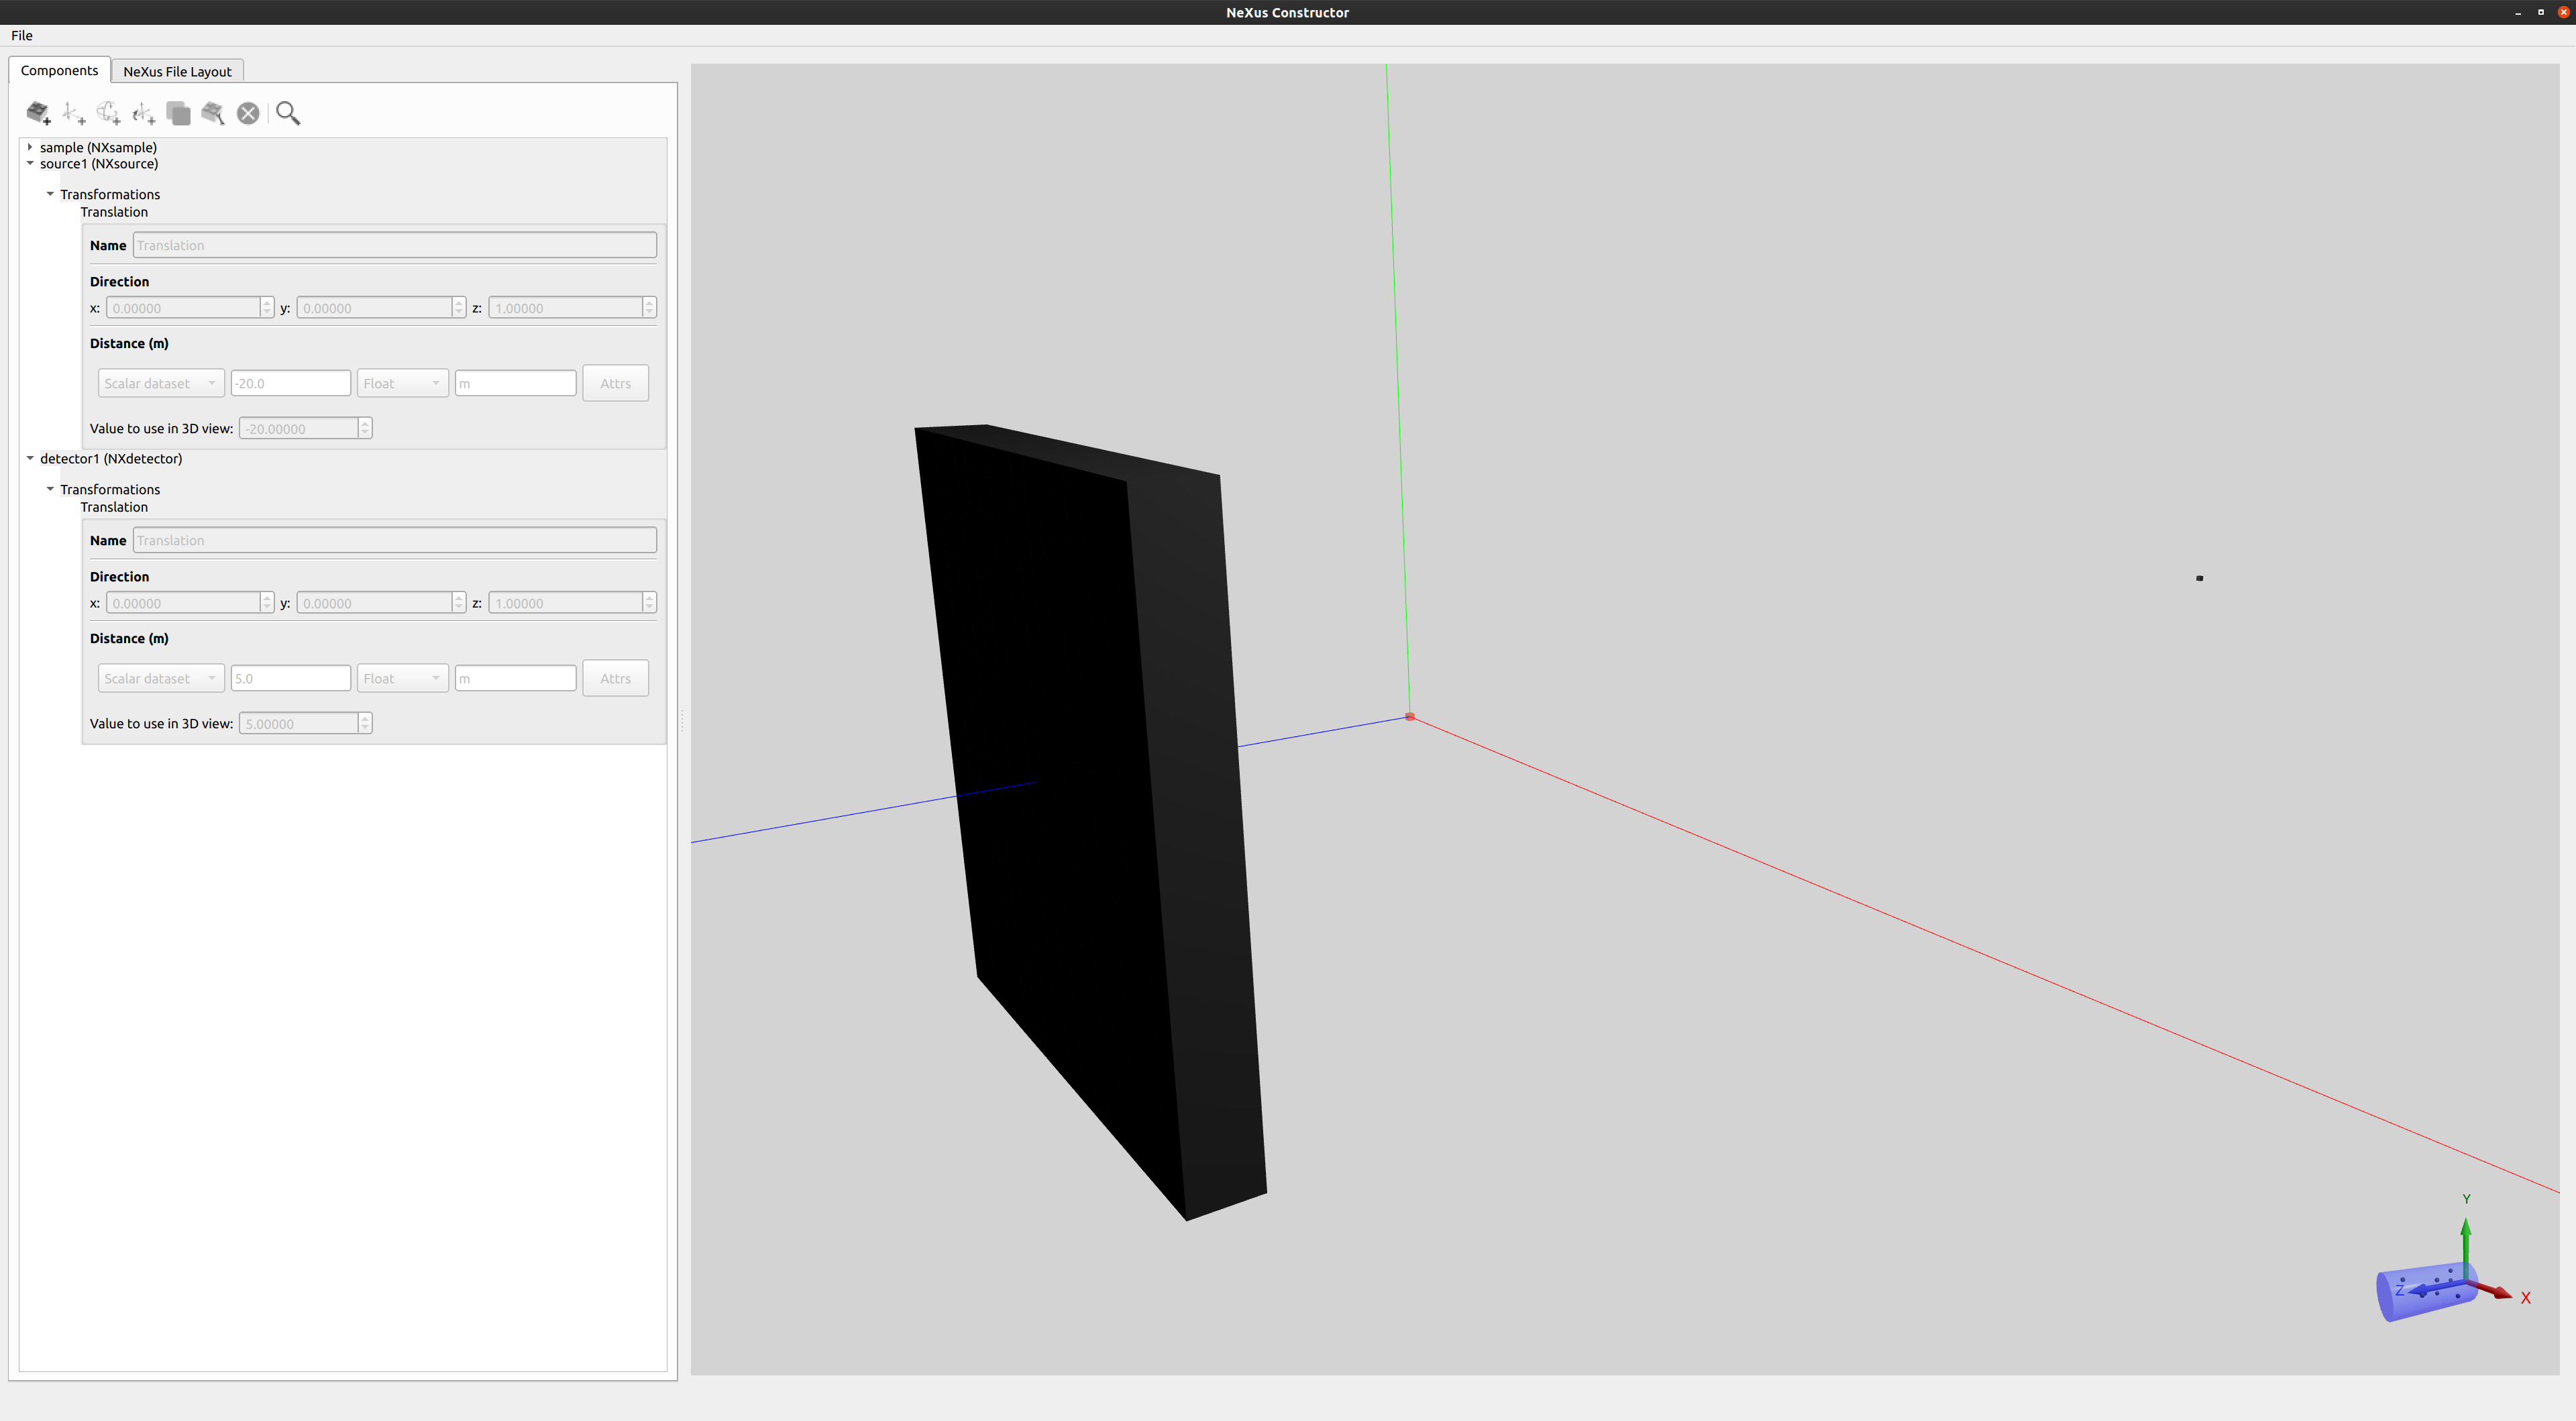 NeXus Constructor
File
Components NeXus File Layout
sample (NXsample)
source1 (NXsource)
Transformations
Translation
Name Translation
Direction
x: 0.00000 y: 0.00000 z: 1.00000
Distance (m)
Scalar dataset -20.0 Float m Attrs
Value to use in 3D view: -20.00000
detector1 (NXdetector)
Transformations
Translation
Name Translation
Direction
x: 0.00000 y: 0.00000 z: 1.00000
Distance (m)
Scalar dataset 5.0 Float m Attrs
Value to use in 3D view: 5.00000
Y
Z
X